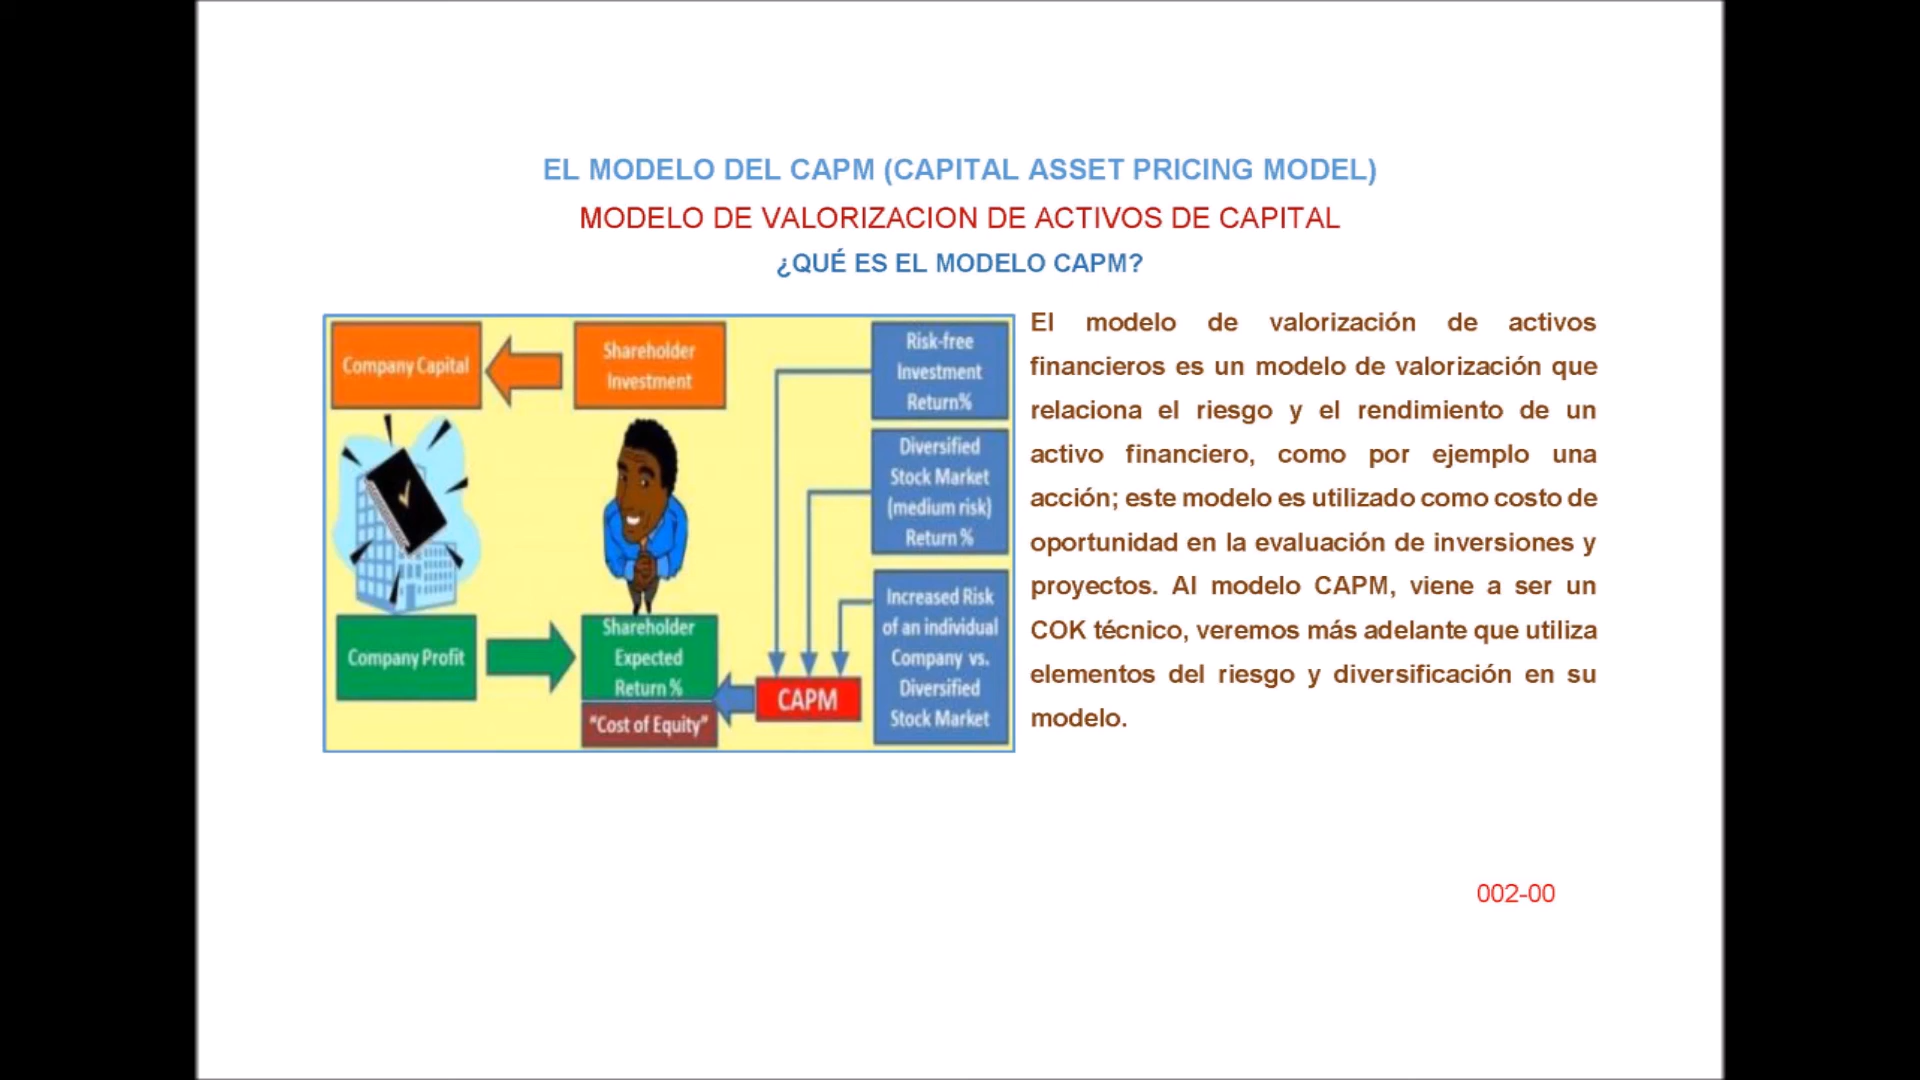 EL MODELO DEL CAPM (CAPITAL ASSET PRICING MODEL)
MODELO DE VALORIZACION DE ACTIVOS DE CAPITAL
¿QUÉ ES EL MODELO CAPM?
Company Capital
Shareholder
Investment
Risk-free
Investment
Return%
Diversified
Stock Market
(medium risk)
Return %
Increased Risk
of an individual
Company vs.
Diversified
Stock Market
Company Profit
Shareholder
Expected
Return %
"Cost of Equity"
CAPM
El modelo de valorización de activos
financieros es un modelo de valorización que
relaciona el riesgo y el rendimiento de un
activo financiero, como por ejemplo una
acción; este modelo es utilizado como costo de
oportunidad en la evaluación de inversiones y
proyectos. Al modelo CAPM, viene a ser un
COK técnico, veremos más adelante que utiliza
elementos del riesgo y diversificación en su
modelo.
002-00